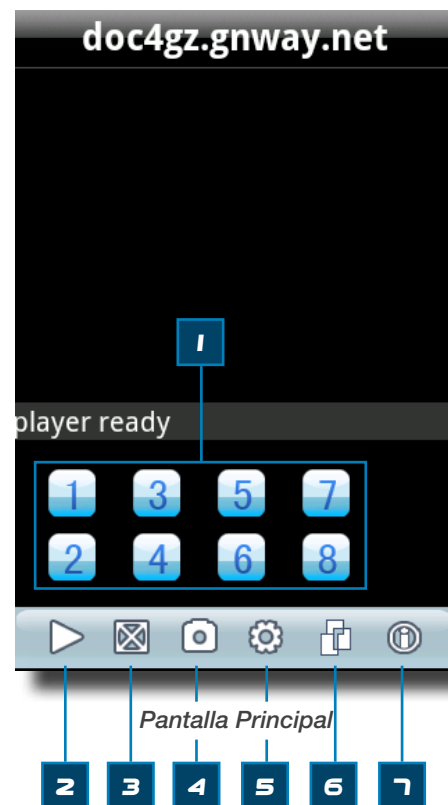 doc4gz.gnway.net
1
player ready
1 3 5 7
2 4 6 8
Pantalla Principal
2 3 4 5 6 7